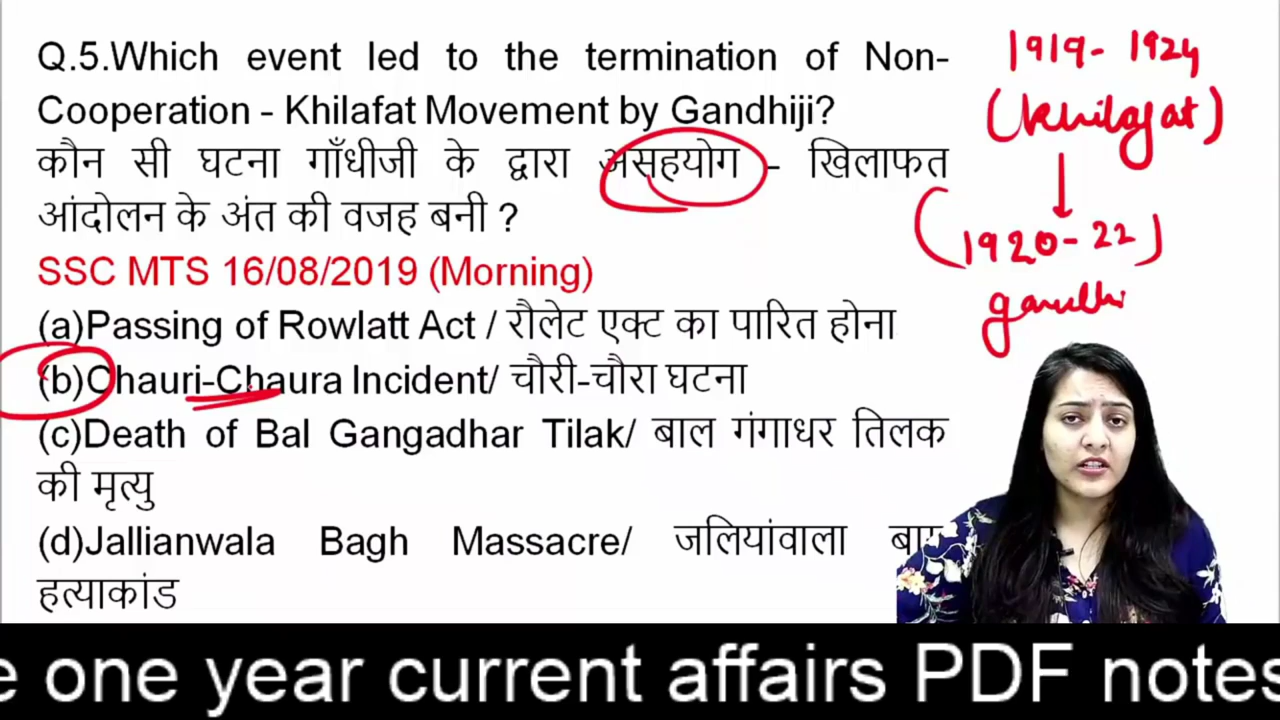 Q.5.Which event led to the termination of Non-
Cooperation - Khilafat Movement by Gandhiji?
कौन सी घटना गाँधीजी के द्वारा असहयोग - खिलाफत
आंदोलन के अंत की वजह बनी ?
SSC MTS 16/08/2019 (Morning)
(a)Passing of Rowlatt Act / रौलेट एक्ट का पारित होना
(b)Chauri-Chaura Incident/ चौरी-चौरा घटना
(c)Death of Bal Gangadhar Tilak/ बाल गंगाधर तिलक
की मृत्यु
(d)Jallianwala Bagh Massacre/ जलियांवाला बाग
हत्याकांड
1919- 1924
(Khilafat)
(1920-22)
gandhi
e one year current affairs PDF notes